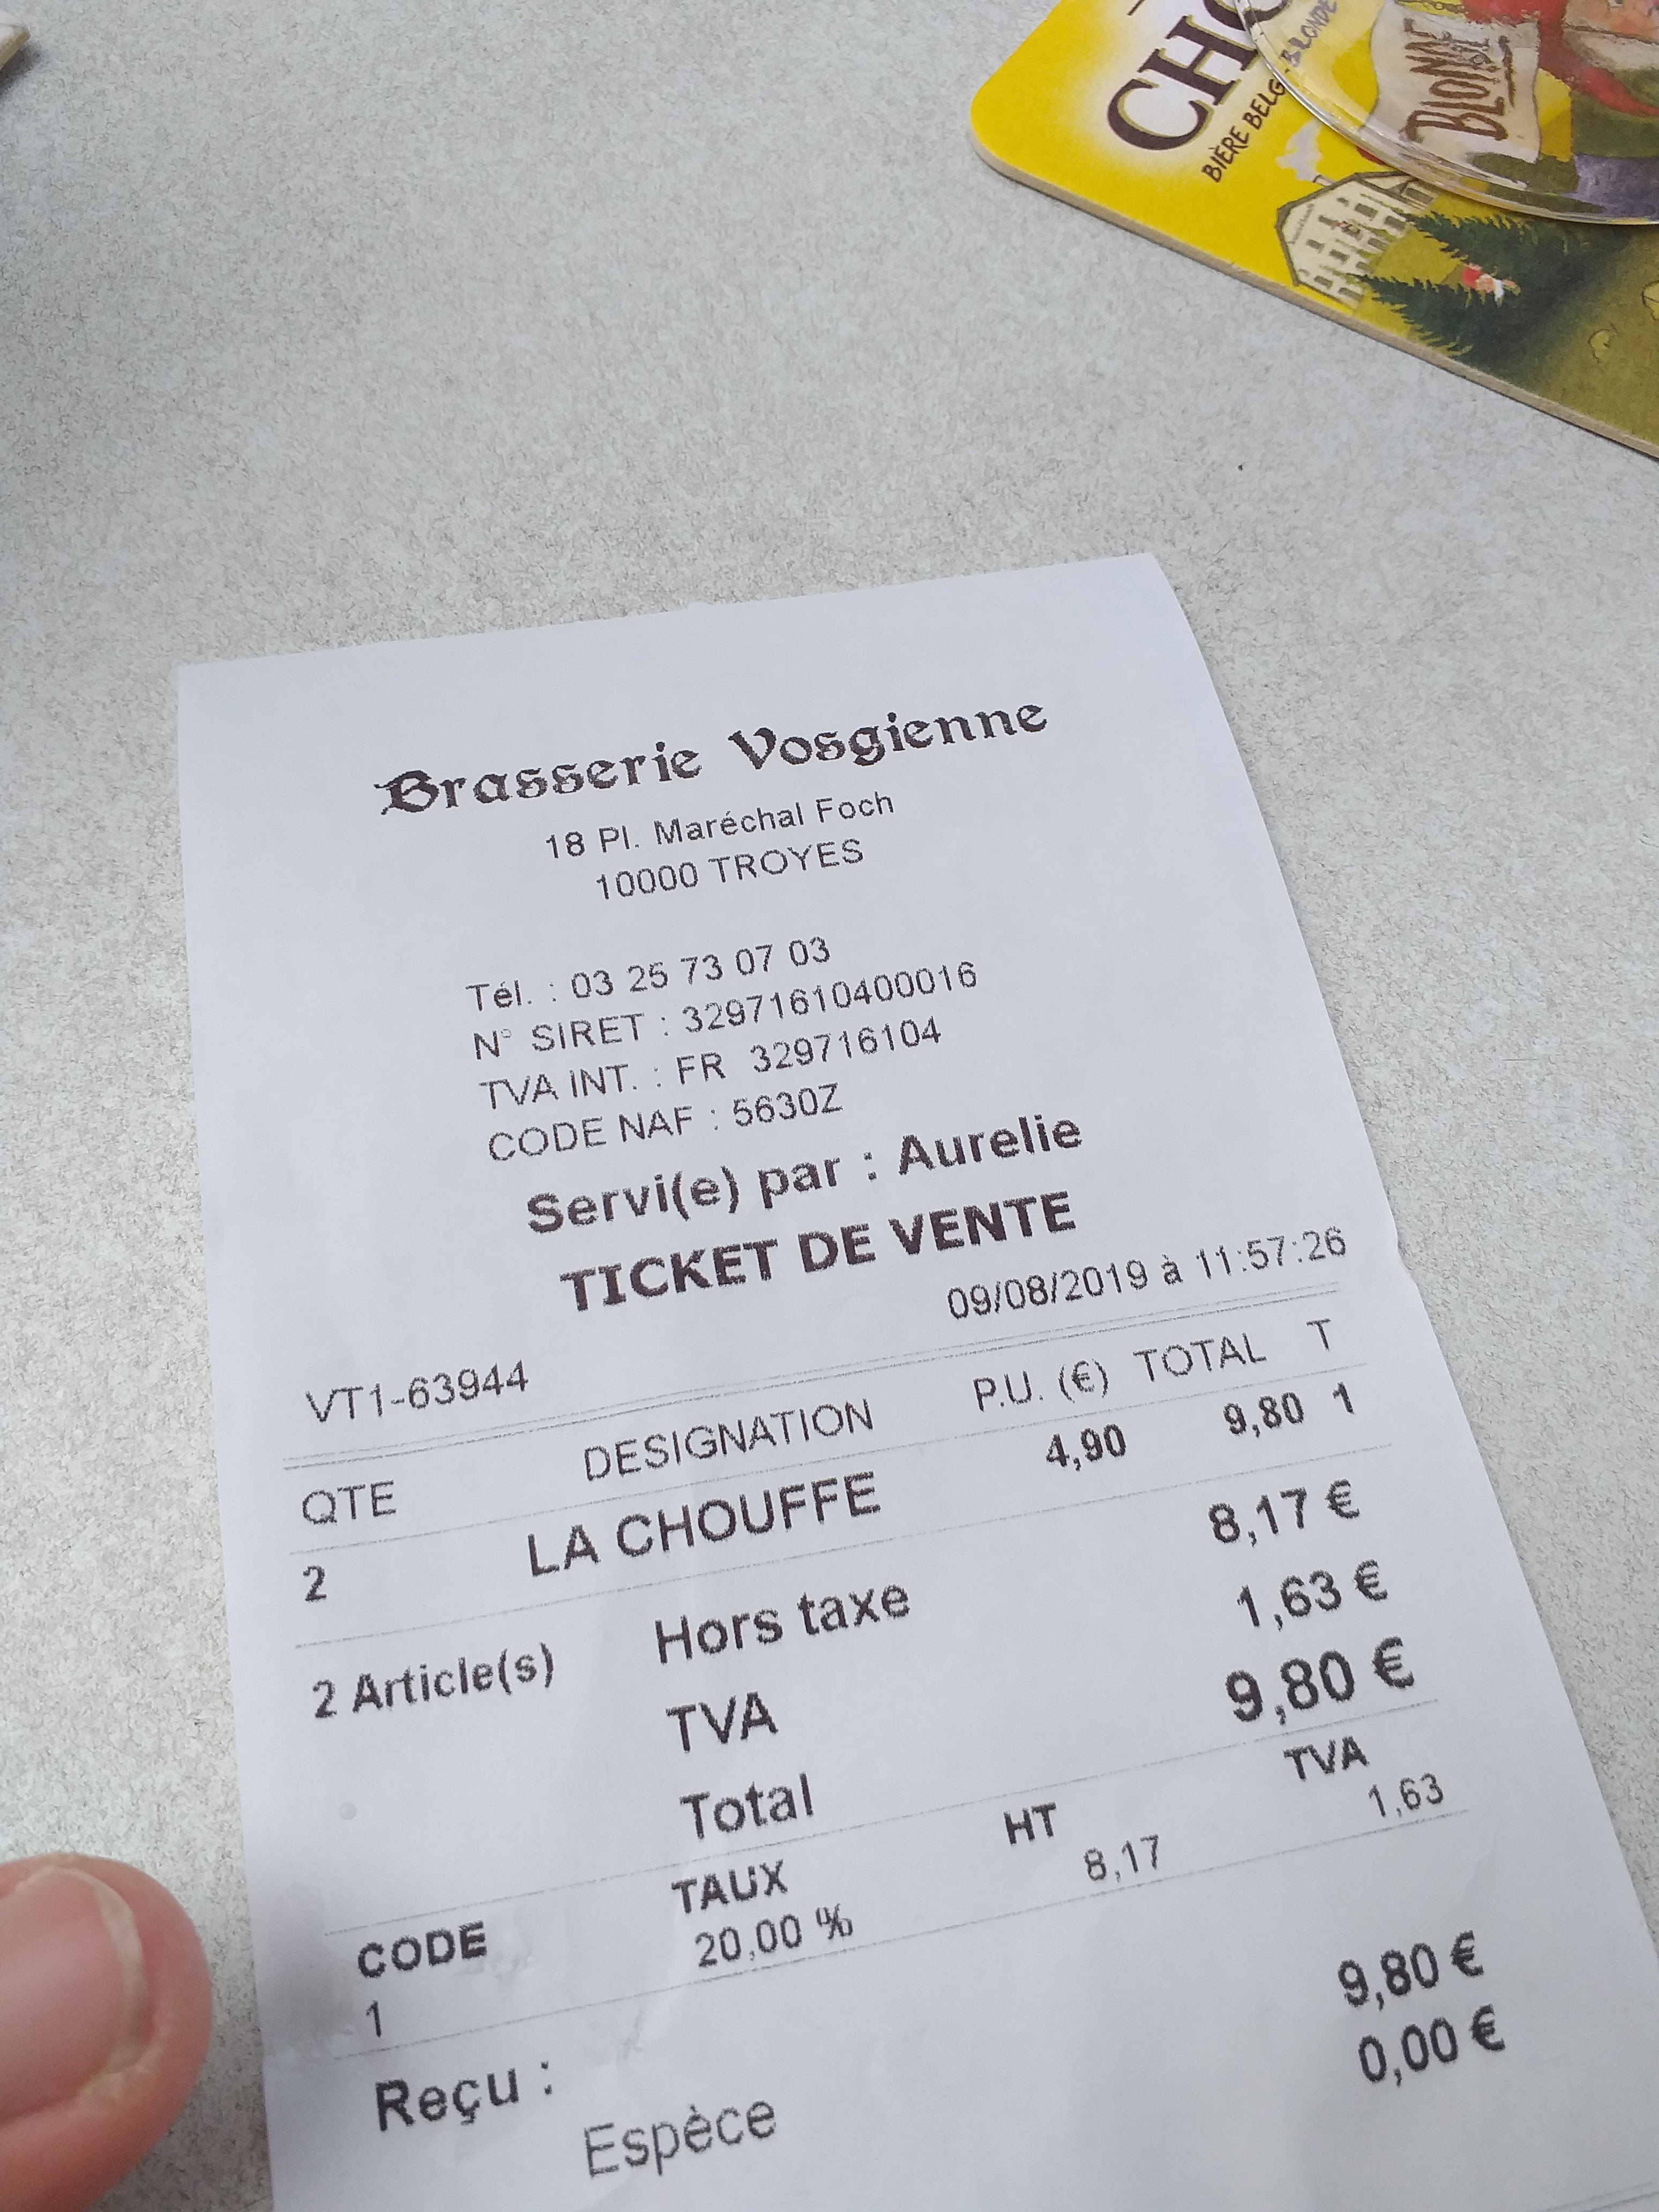 CHO
BIÈRE BELG
BLONDE
BLONDE
Brasserie Vosgienne
18 Pl. Maréchal Foch
10000 TROYES
Tél. : 03 25 73 07 03
N° SIRET : 32971610400016
TVA INT. : FR 329716104
CODE NAF : 5630Z
Servi(e) par : Aurelie
TICKET DE VENTE
09/08/2019 à 11:57:26
VT1-63944
QTE DESIGNATION P.U. (€) TOTAL T
2 LA CHOUFFE 4,90 9,80 1
2 Article(s) Hors taxe 8,17 €
TVA 1,63 €
Total 9,80 €
CODE TAUX HT TVA
1 20,00 % 8,17 1,63
Reçu : 9,80 €
Espèce 0,00 €